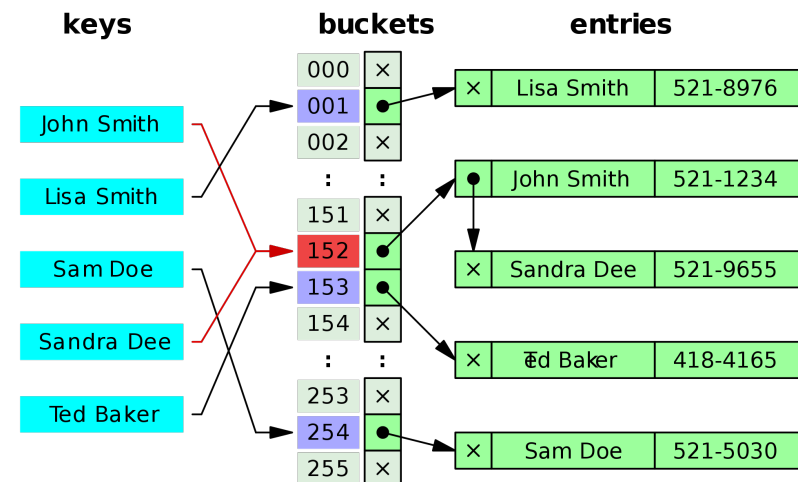 keys
buckets
entries
John Smith
Lisa Smith
Sam Doe
Sandra Dee
Ted Baker
000 ×
001
002 ×
: :
151 ×
152
153
154 ×
: :
253 ×
254
255 ×
× Lisa Smith 521-8976
John Smith 521-1234
× Sandra Dee 521-9655
× Ted Baker 418-4165
× Sam Doe 521-5030